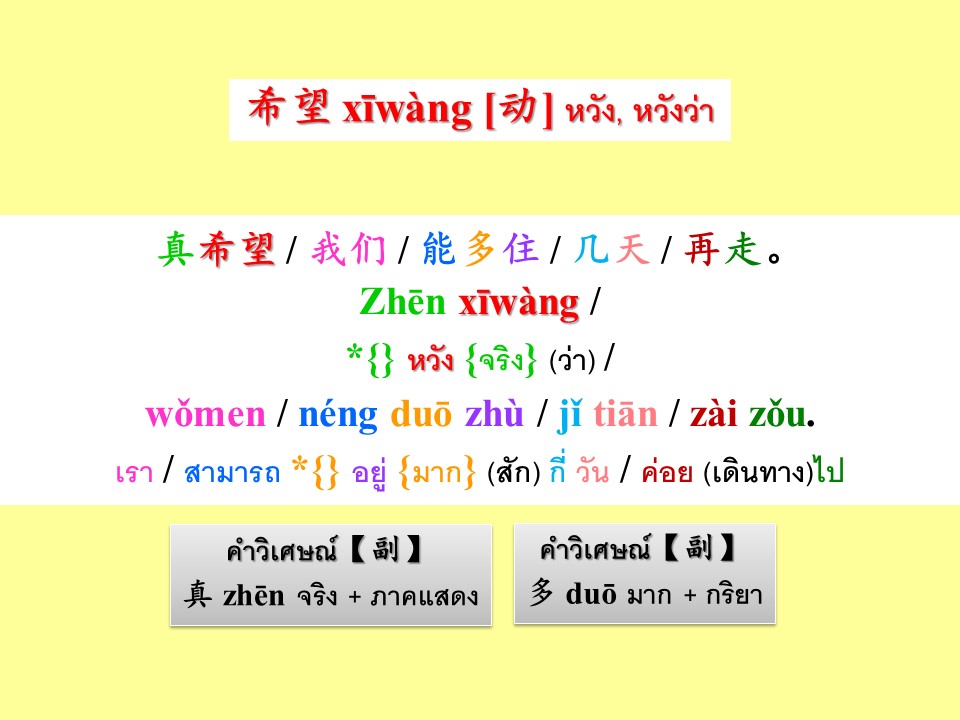 希望 xīwàng [动] หวัง, หวังว่า
真希望 / 我们 / 能多住 / 几天 / 再走。
Zhēn xīwàng /
*{} หวัง {จริง} (ว่า) /
wǒmen / néng duō zhù / jǐ tiān / zài zǒu.
เรา / สามารถ *{} อยู่ {มาก} (สัก) กี่ วัน / ค่อย (เดินทาง)ไป
คำวิเศษณ์【副】
真 zhēn จริง + ภาคแสดง
คำวิเศษณ์【副】
多 duō มาก + กริยา